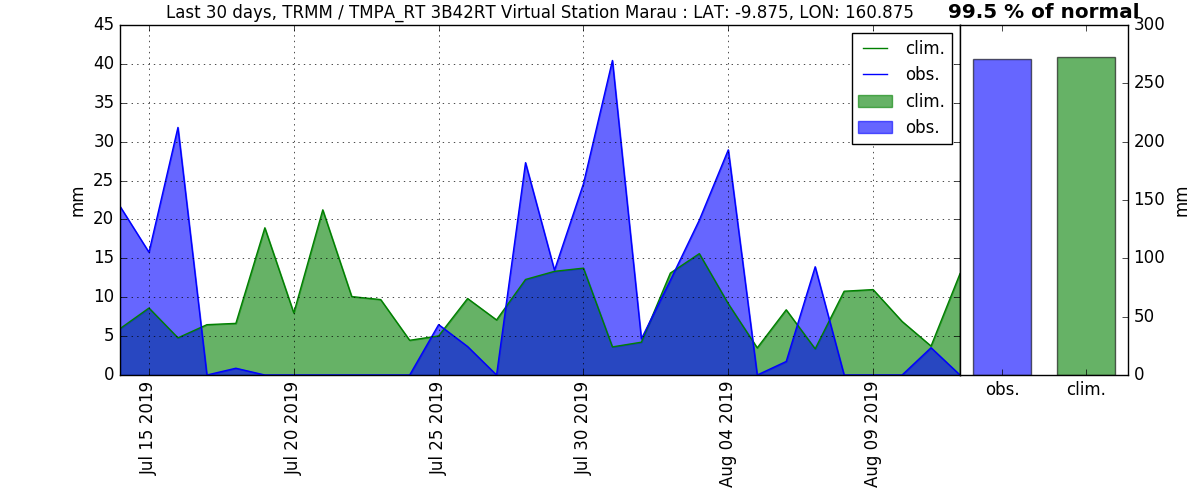 Last 30 days, TRMM / TMPA_RT 3B42RT Virtual Station Marau : LAT: -9.875, LON: 160.875
99.5 % of normal
45
40
35
30
25
20
15
10
5
0
mm
clim.
obs.
clim.
obs.
Jul 15 2019
Jul 20 2019
Jul 25 2019
Jul 30 2019
Aug 04 2019
Aug 09 2019
300
250
200
150
100
50
0
mm
obs.
clim.